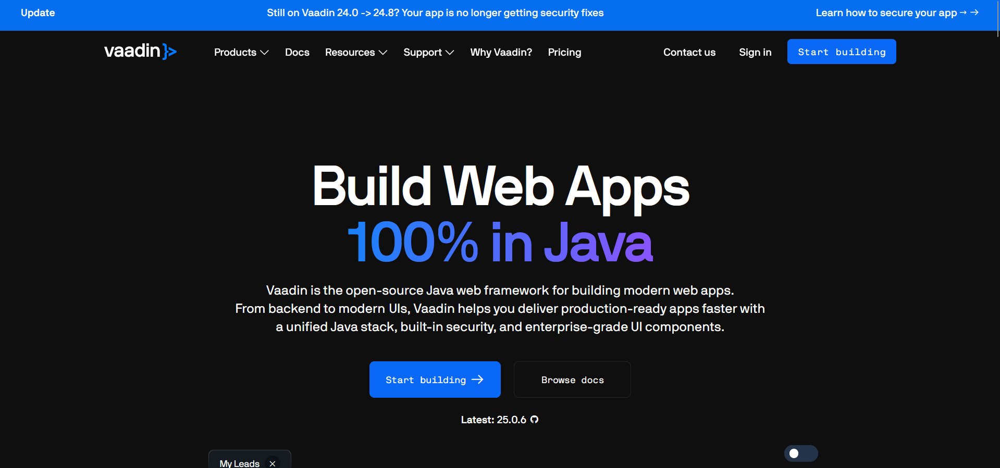 Update
Still on Vaadin 24.0 -> 24.8? Your app is no longer getting security fixes
Learn how to secure your app → →
vaadin}>
Products
Docs
Resources
Support
Why Vaadin?
Pricing
Contact us
Sign in
Start building
Build Web Apps
100% in Java
Vaadin is the open-source Java web framework for building modern web apps.
From backend to modern UIs, Vaadin helps you deliver production-ready apps faster with
a unified Java stack, built-in security, and enterprise-grade UI components.
Start building →
Browse docs
Latest: 25.0.6
My Leads